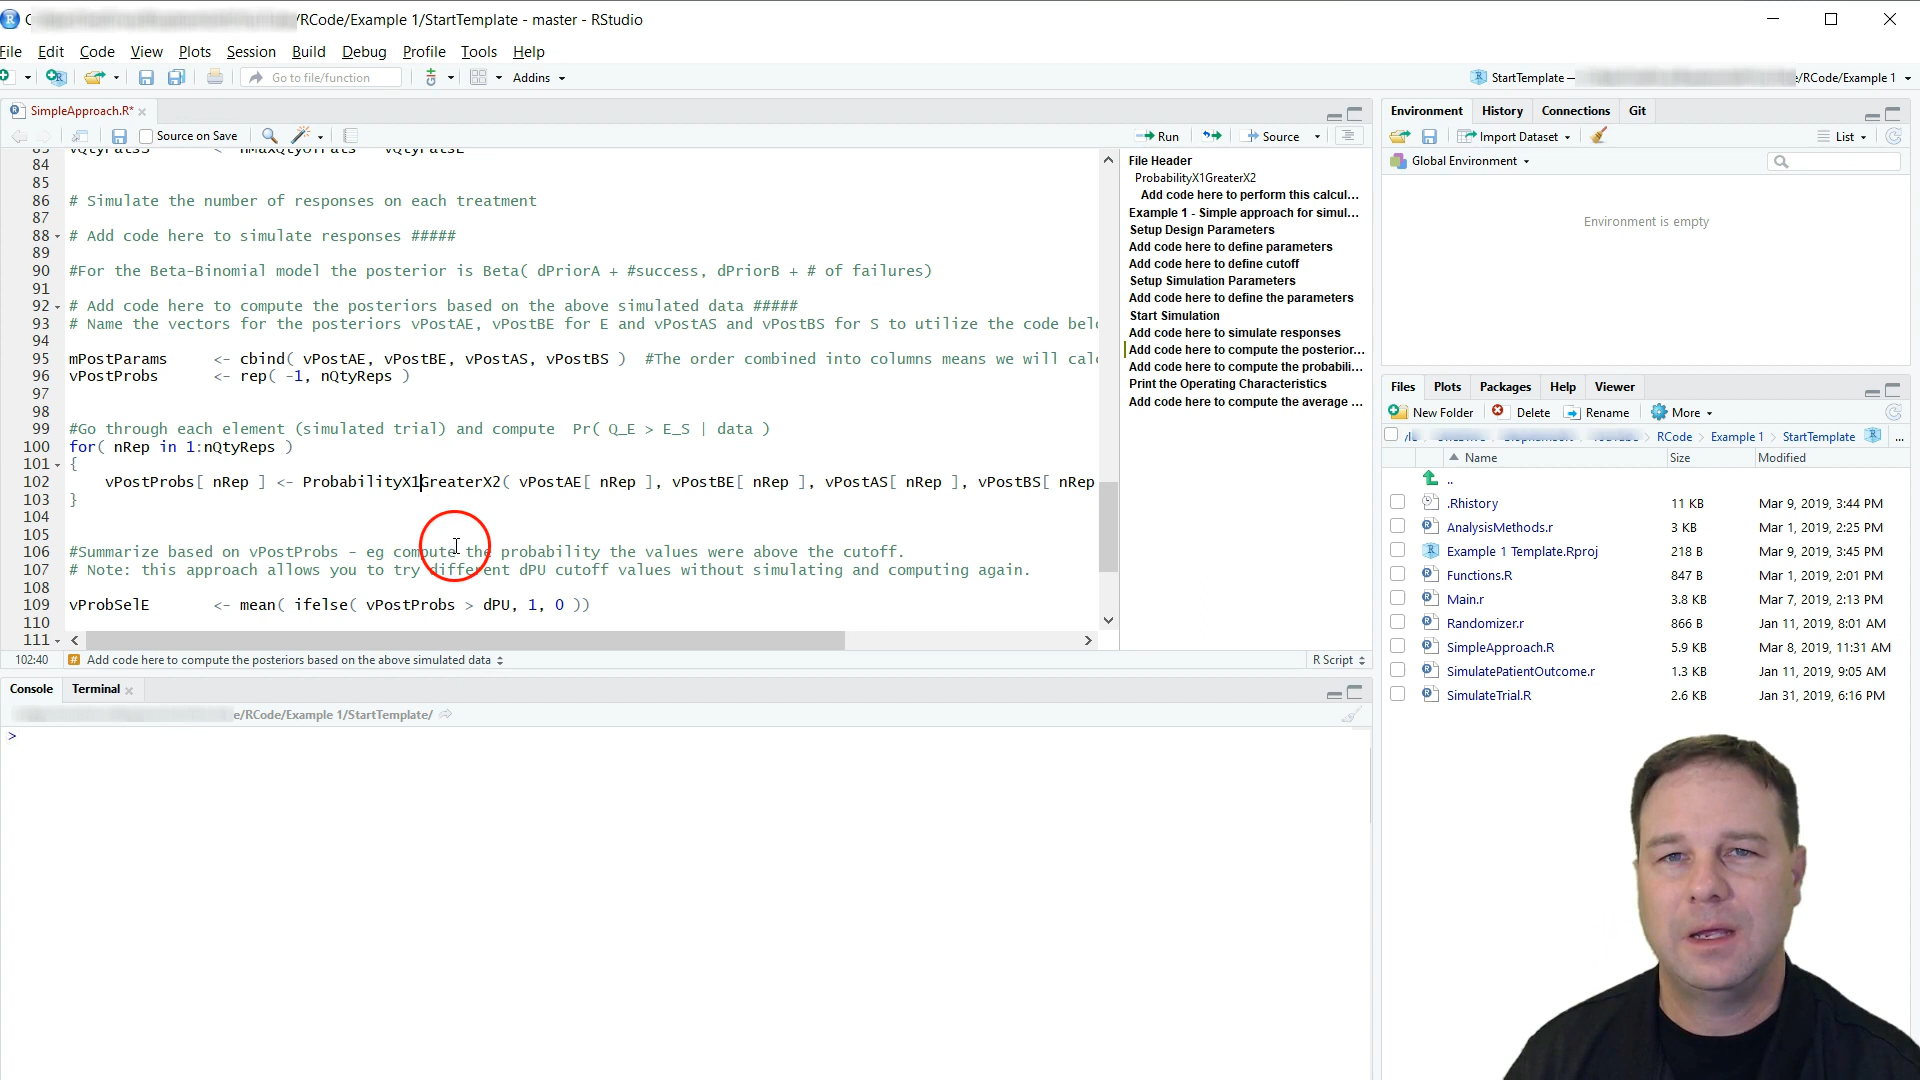 /RCode/Example 1/StartTemplate - master - RStudio
File Edit Code View Plots Session Build Debug Profile Tools Help
Go to file/function Addins StartTemplate — e/RCode/Example 1
SimpleApproach.R*
Source on Save Run Source
84
85
86 # Simulate the number of responses on each treatment
87
88 # Add code here to simulate responses #####
89
90 #For the Beta-Binomial model the posterior is Beta( dPriorA + #success, dPriorB + # of failures)
91
92 # Add code here to compute the posteriors based on the above simulated data #####
93 # Name the vectors for the posteriors vPostAE, vPostBE for E and vPostAS and vPostBS for S to utilize the code
94
95 mPostParams <- cbind( vPostAE, vPostBE, vPostAS, vPostBS ) #The order combined into columns means we will
96 vPostProbs <- rep( -1, nQtyReps )
97
98
99 #Go through each element (simulated trial) and compute Pr( Q_E > E_S | data )
100 for( nRep in 1:nQtyReps )
101 {
102 vPostProbs[ nRep ] <- ProbabilityX1GreaterX2( vPostAE[ nRep ], vPostBE[ nRep ], vPostAS[ nRep ], vPostBS[ nRep
103 }
104
105
106 #Summarize based on vPostProbs - eg compute the probability the values were above the cutoff.
107 # Note: this approach allows you to try different dPU cutoff values without simulating and computing again.
108
109 vProbSelE <- mean( ifelse( vPostProbs > dPU, 1, 0 ))
110
111
102:40 # Add code here to compute the posteriors based on the above simulated data R Script
File Header
ProbabilityX1GreaterX2
Add code here to perform this calcul...
Example 1 - Simple approach for simul...
Setup Design Parameters
Add code here to define parameters
Add code here to define cutoff
Setup Simulation Parameters
Add code here to define the parameters
Start Simulation
Add code here to simulate responses
Add code here to compute the posterior...
Add code here to compute the probabili...
Print the Operating Characteristics
Add code here to compute the average ...
Console Terminal
e/RCode/Example 1/StartTemplate/
>
Environment History Connections Git
Import Dataset List
Global Environment
Environment is empty
Files Plots Packages Help Viewer
New Folder Delete Rename More
RCode Example 1 StartTemplate ...
Name Size Modified
..
.Rhistory 11 KB Mar 9, 2019, 3:44 PM
AnalysisMethods.r 3 KB Mar 1, 2019, 2:25 PM
Example 1 Template.Rproj 218 B Mar 9, 2019, 3:45 PM
Functions.R 847 B Mar 1, 2019, 2:01 PM
Main.r 3.8 KB Mar 7, 2019, 2:13 PM
Randomizer.r 866 B Jan 11, 2019, 8:01 AM
SimpleApproach.R 5.9 KB Mar 8, 2019, 11:31 AM
SimulatePatientOutcome.r 1.3 KB Jan 11, 2019, 9:05 AM
SimulateTrial.R 2.6 KB Jan 31, 2019, 6:16 PM